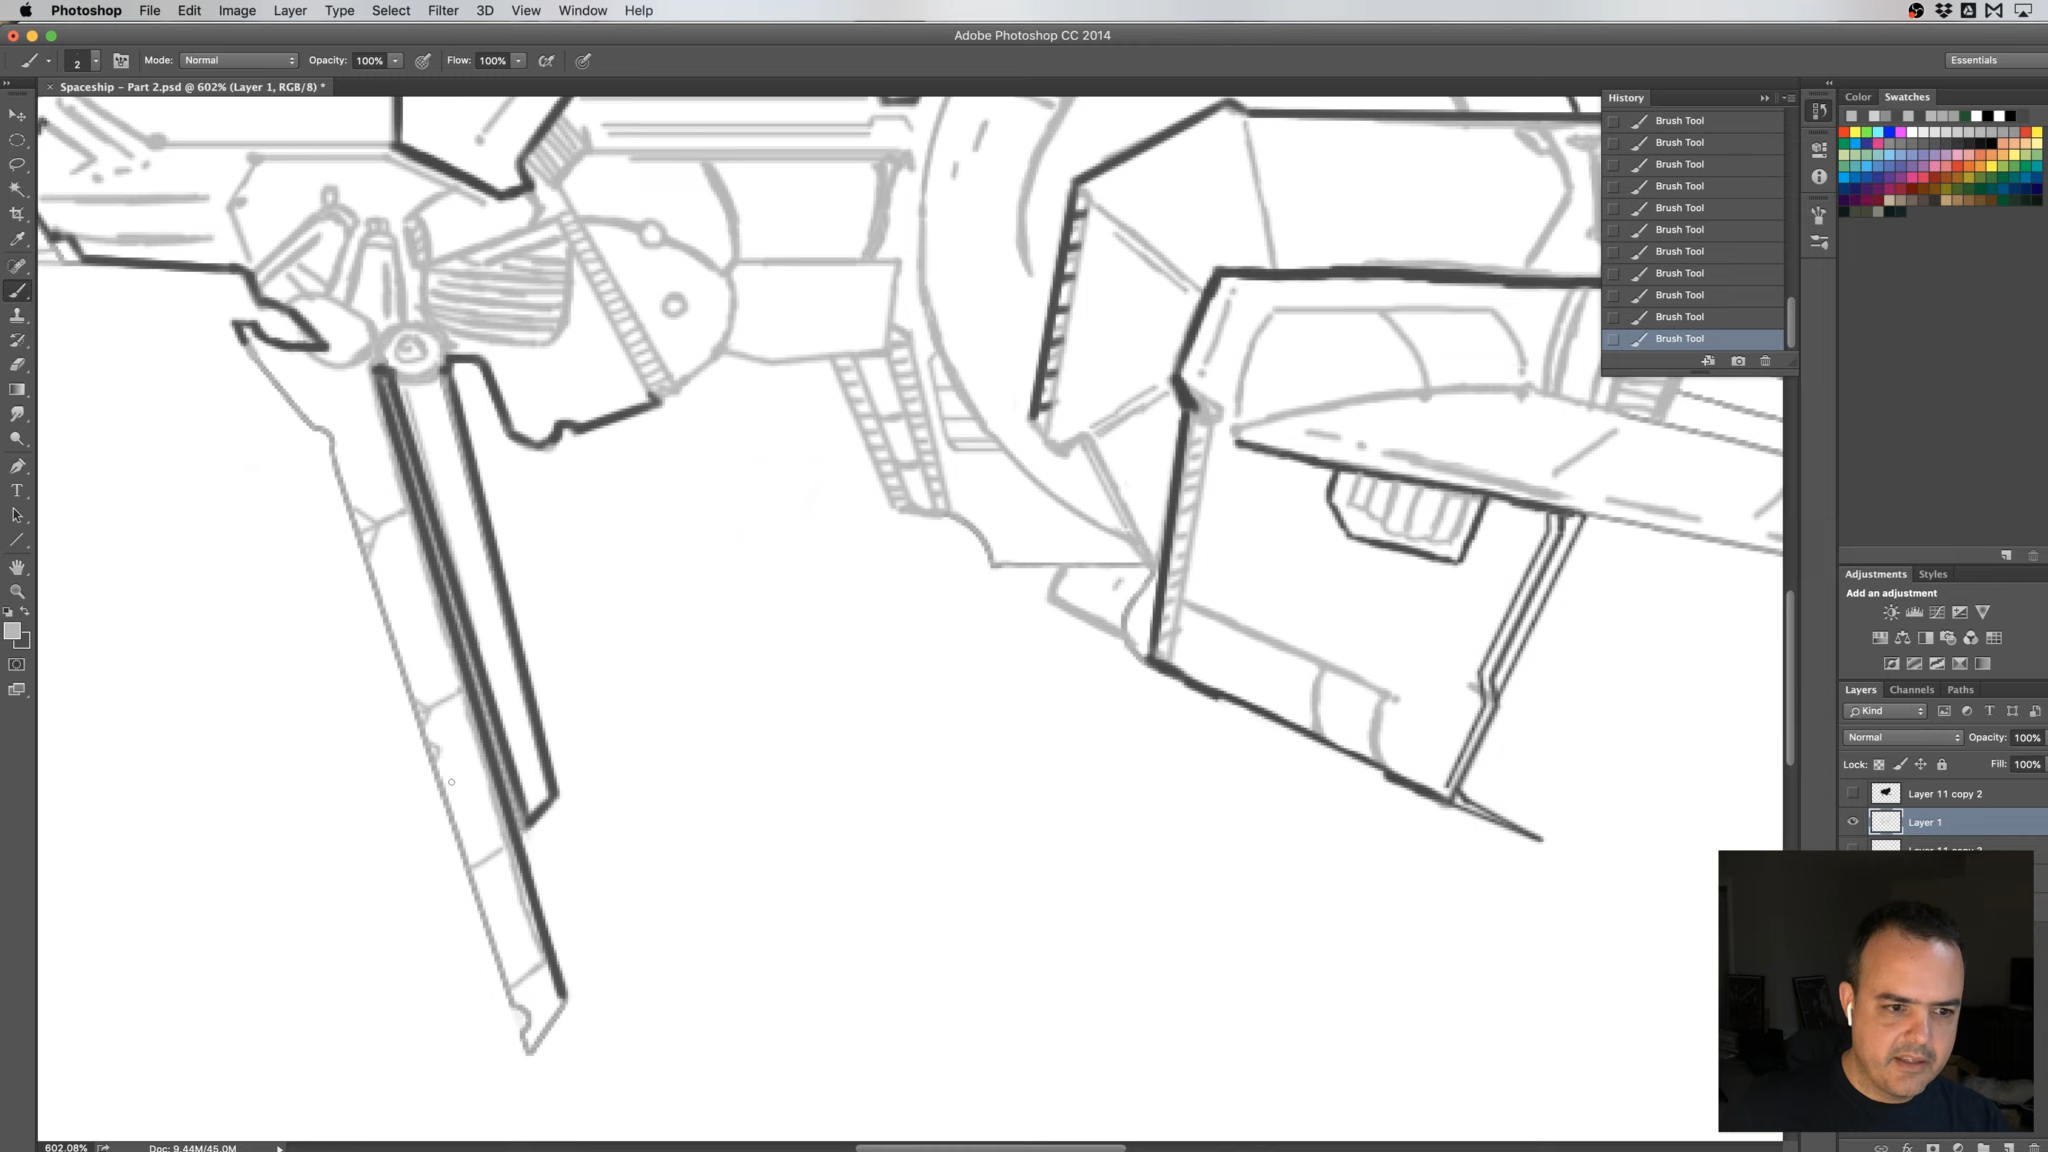 Photoshop File Edit Image Layer Type Select Filter 3D View Window Help
Adobe Photoshop CC 2014
2 Mode: Normal Opacity: 100% Flow: 100% Essentials
× Spaceship – Part 2.psd @ 602% (Layer 1, RGB/8) *
History
Brush Tool
Brush Tool
Brush Tool
Brush Tool
Brush Tool
Brush Tool
Brush Tool
Brush Tool
Brush Tool
Brush Tool
Brush Tool
Color Swatches
Adjustments Styles
Add an adjustment
Layers Channels Paths
Kind
Normal Opacity: 100%
Lock: Fill: 100%
Layer 11 copy 2
Layer 1
602.08% Doc: 9.44M/45.0M